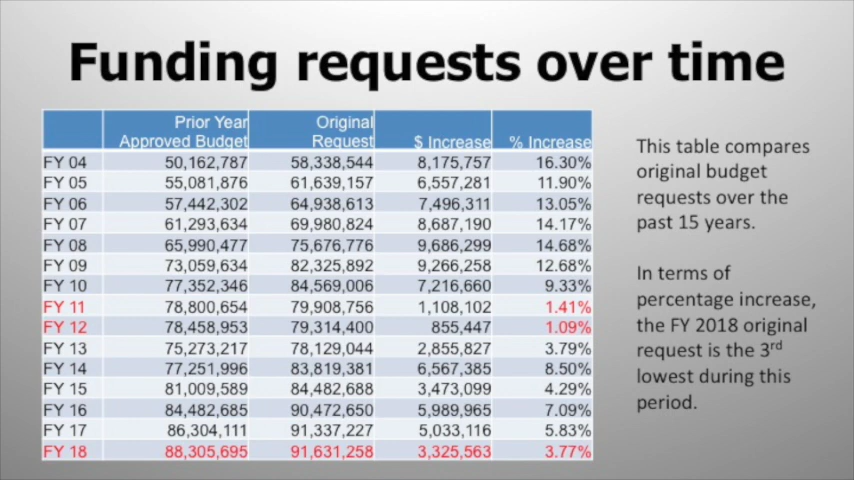 Funding requests over time
Prior Year Approved Budget Original Request $ Increase % Increase
FY 04 50,162,787 58,338,544 8,175,757 16.30%
FY 05 55,081,876 61,639,157 6,557,281 11.90%
FY 06 57,442,302 64,938,613 7,496,311 13.05%
FY 07 61,293,634 69,980,824 8,687,190 14.17%
FY 08 65,990,477 75,676,776 9,686,299 14.68%
FY 09 73,059,634 82,325,892 9,266,258 12.68%
FY 10 77,352,346 84,569,006 7,216,660 9.33%
FY 11 78,800,654 79,908,756 1,108,102 1.41%
FY 12 78,458,953 79,314,400 855,447 1.09%
FY 13 75,273,217 78,129,044 2,855,827 3.79%
FY 14 77,251,996 83,819,381 6,567,385 8.50%
FY 15 81,009,589 84,482,688 3,473,099 4.29%
FY 16 84,482,685 90,472,650 5,989,965 7.09%
FY 17 86,304,111 91,337,227 5,033,116 5.83%
FY 18 88,305,695 91,631,258 3,325,563 3.77%
This table compares
original budget
requests over the
past 15 years.
In terms of
percentage increase,
the FY 2018 original
request is the 3rd
lowest during this
period.